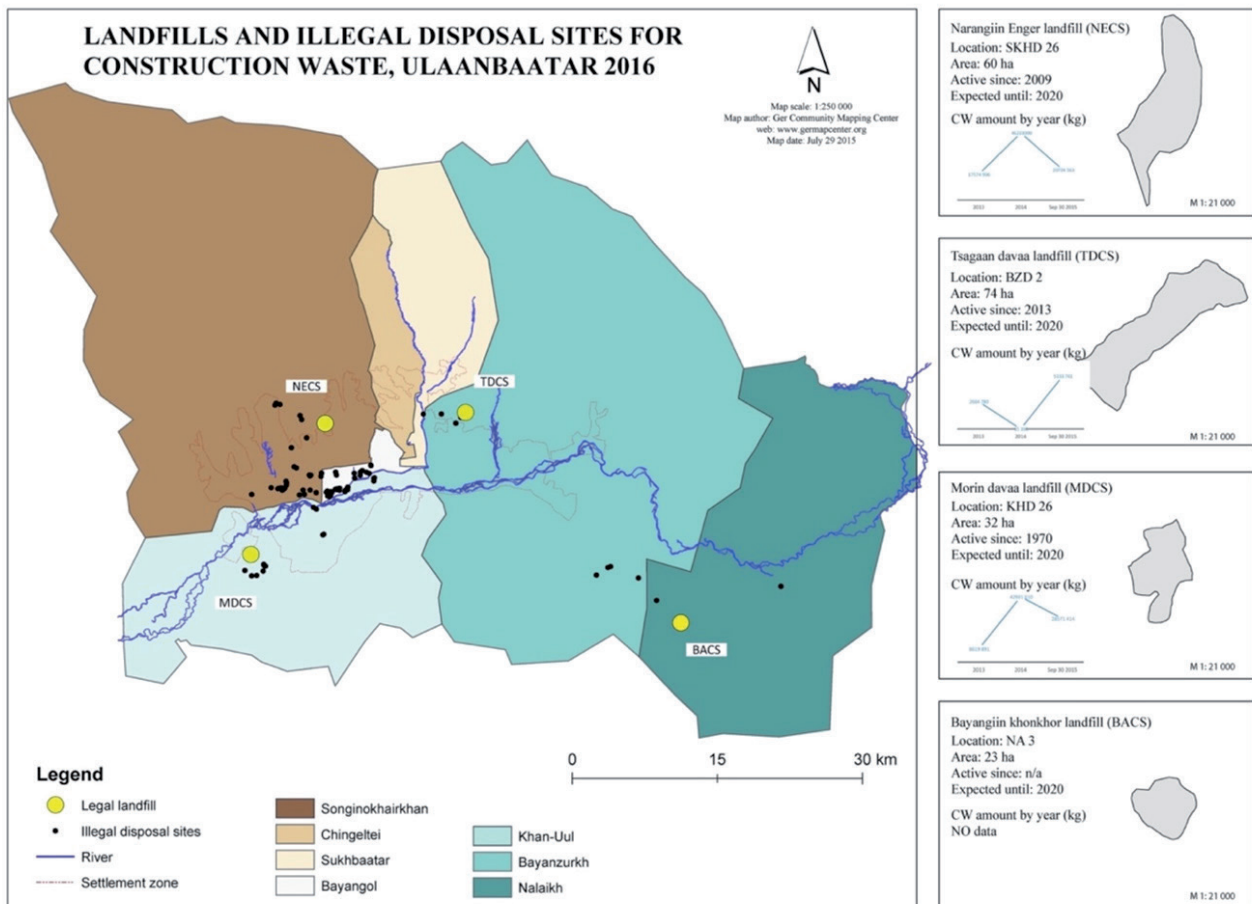 LANDFILLS AND ILLEGAL DISPOSAL SITES FOR
CONSTRUCTION WASTE, ULAANBAATAR 2016
N
Map scale: 1:250 000
Map author: Ger Community Mapping Center
web: www.germapcenter.org
Map date: July 29 2015
NECS
TDCS
MDCS
BACS
0 15 30 km
Legend
Legal landfill
Illegal disposal sites
River
Settlement zone
Songinokhairkhan
Chingeltei
Sukhbaatar
Bayangol
Khan-Uul
Bayanzurkh
Nalaikh
Narangiin Enger landfill (NECS)
Location: SKHD 26
Area: 60 ha
Active since: 2009
Expected until: 2020
CW amount by year (kg)
2014 Sep 30 2015
M 1: 21 000
Tsagaan davaa landfill (TDCS)
Location: BZD 2
Area: 74 ha
Active since: 2013
Expected until: 2020
CW amount by year (kg)
2013 2014 Sep 30 2015
M 1: 21 000
Morin davaa landfill (MDCS)
Location: KHD 26
Area: 32 ha
Active since: 1970
Expected until: 2020
CW amount by year (kg)
2013 2014 Sep 30 2015
M 1: 21 000
Bayangiin khonkhor landfill (BACS)
Location: NA 3
Area: 23 ha
Active since: n/a
Expected until: 2020
CW amount by year (kg)
NO data
M 1: 21 000